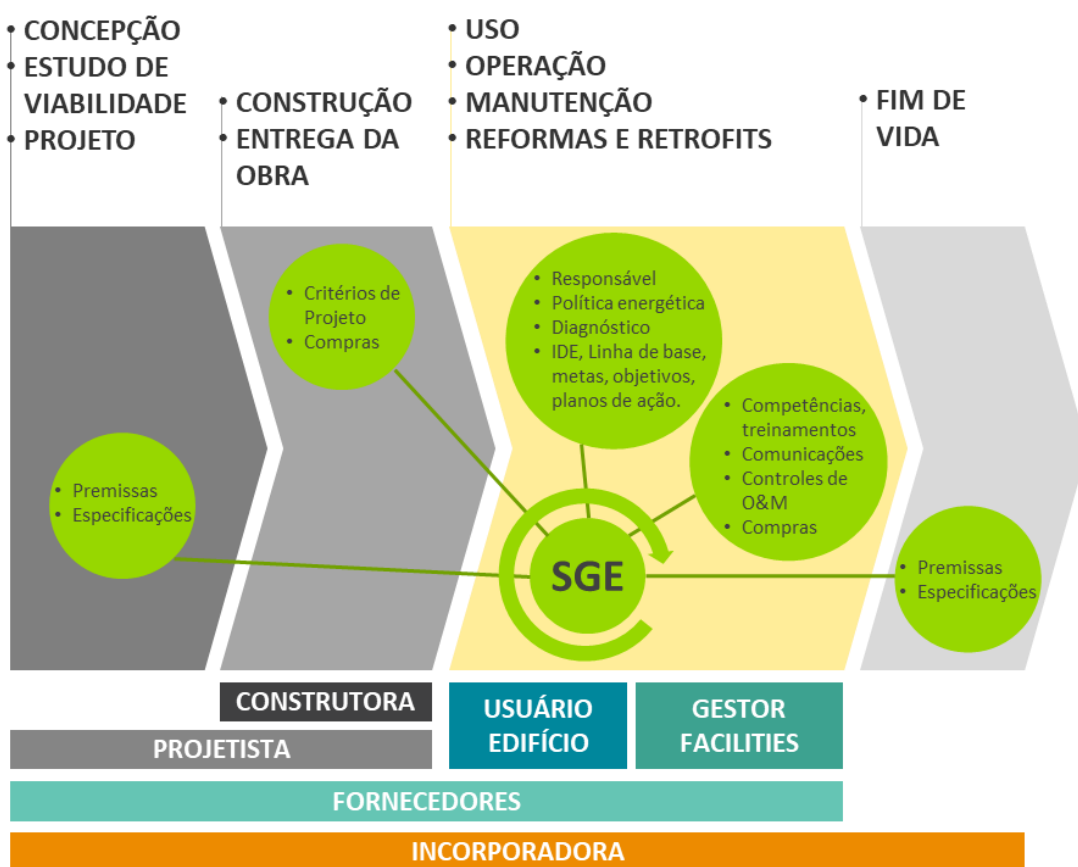 • CONCEPÇÃO
• ESTUDO DE
VIABILIDADE
• PROJETO
• CONSTRUÇÃO
• ENTREGA DA
OBRA
• USO
• OPERAÇÃO
• MANUTENÇÃO
• REFORMAS E RETROFITS
• FIM DE
VIDA
• Premissas
• Especificações
• Critérios de
Projeto
• Compras
• Responsável
• Política energética
• Diagnóstico
• IDE, Linha de base,
metas, objetivos,
planos de ação.
• Competências,
treinamentos
• Comunicações
• Controles de
O&M
• Compras
SGE
• Premissas
• Especificações
CONSTRUTORA
PROJETISTA
USUÁRIO
EDIFÍCIO
GESTOR
FACILITIES
FORNECEDORES
INCORPORADORA